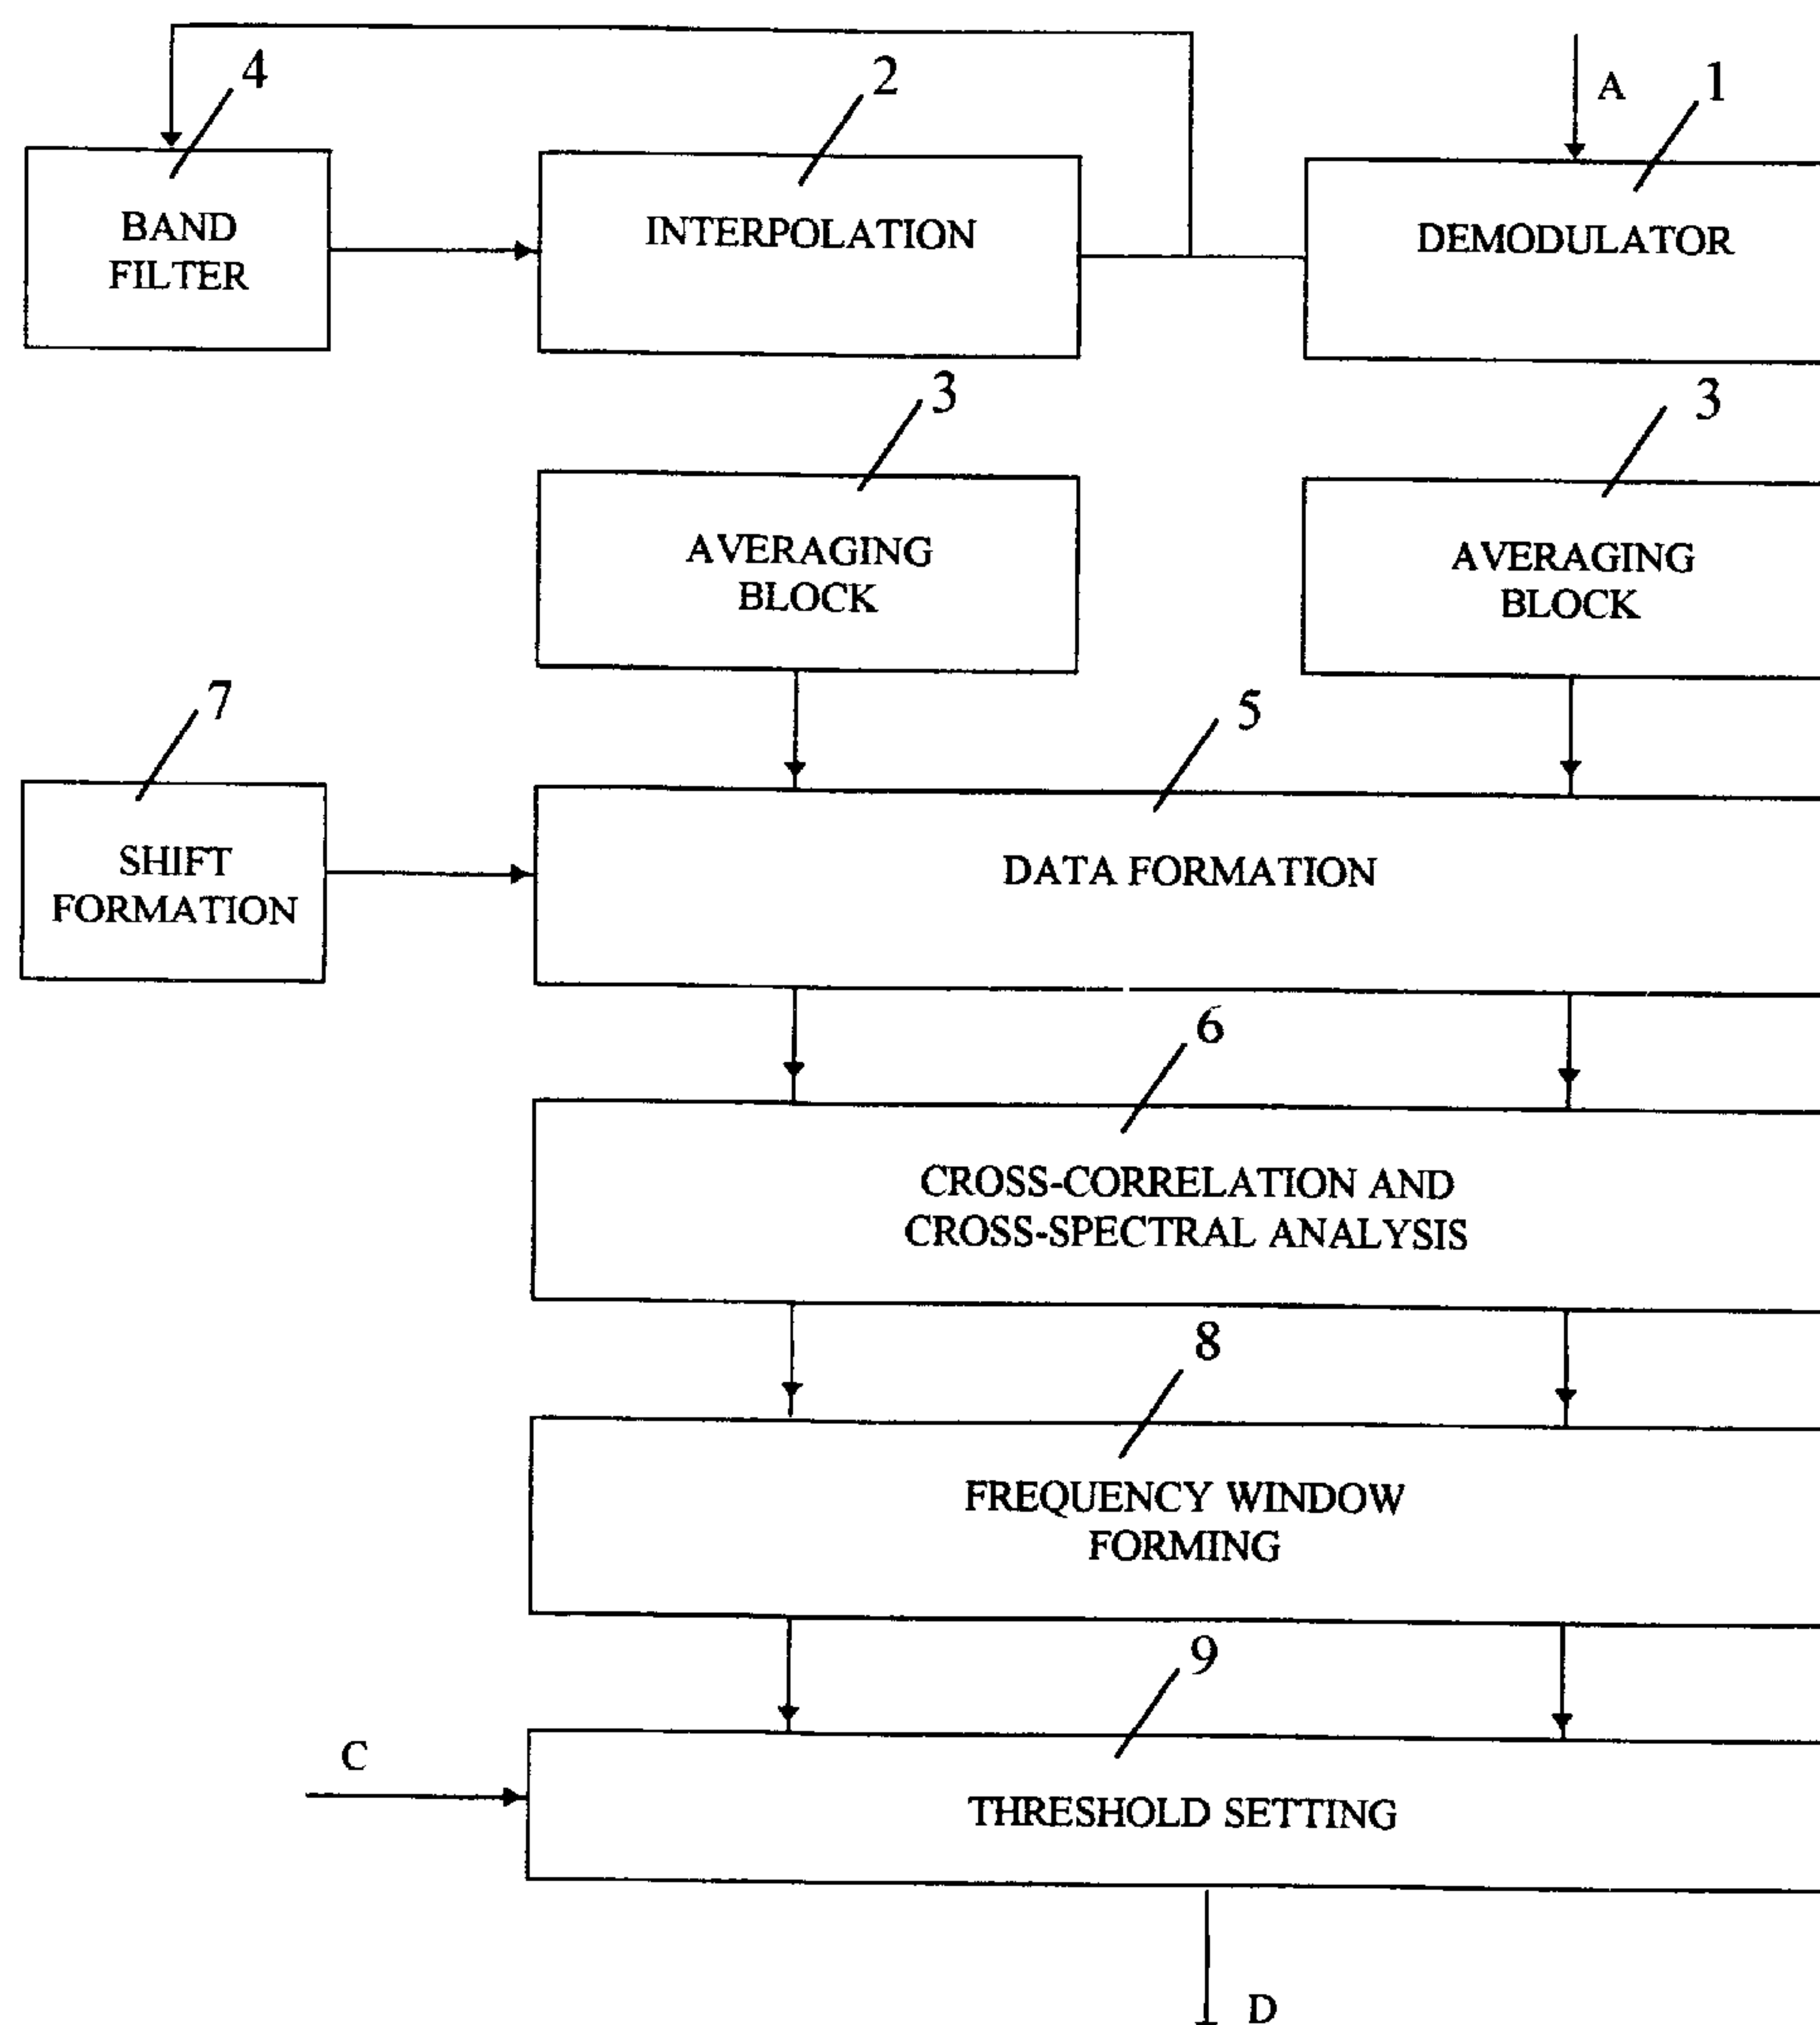 4
2
A
1
BAND
FILTER
INTERPOLATION
DEMODULATOR
3
3
AVERAGING
BLOCK
AVERAGING
BLOCK
7
5
SHIFT
FORMATION
DATA FORMATION
6
CROSS-CORRELATION AND
CROSS-SPECTRAL ANALYSIS
8
FREQUENCY WINDOW
FORMING
9
C
THRESHOLD SETTING
D